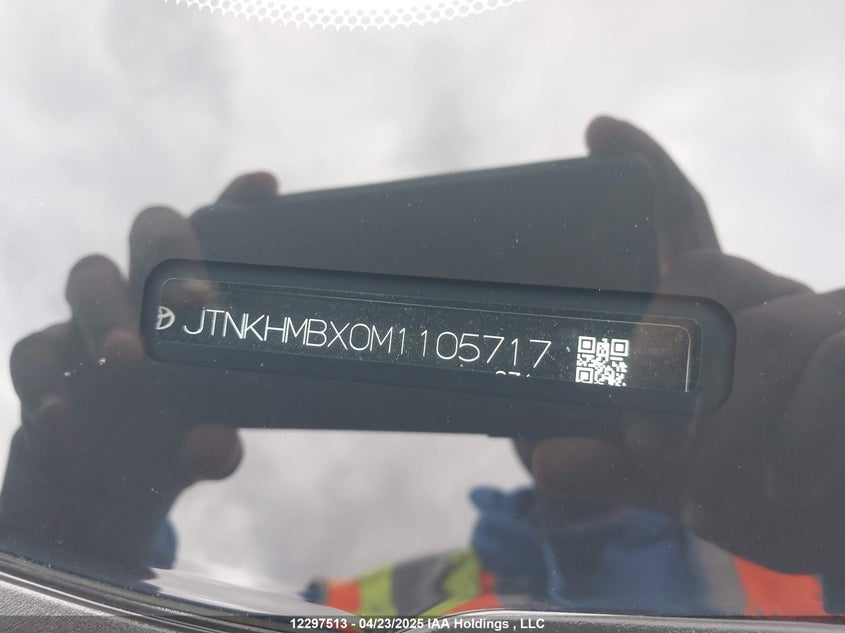 JTNKHMBX0M1105717
12297513 - 04/23/2025 IAA Holdings , LLC